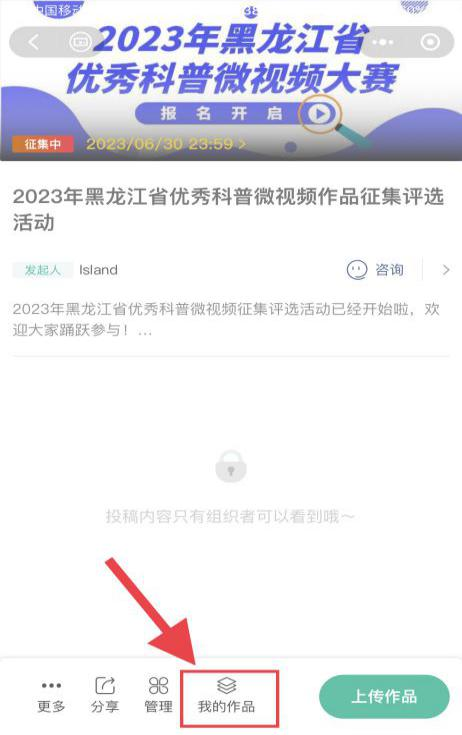 中国移动
38
2023年黑龙江省
优秀科普微视频大赛
报名开启
征集中 2023/06/30 23:59 >
2023年黑龙江省优秀科普微视频作品征集评选
活动
发起人 Island 咨询
2023年黑龙江省优秀科普微视频征集评选活动已经开始啦，欢
迎大家踊跃参与！...
投稿内容只有组织者可以看到哦～
更多 分享 管理 我的作品 上传作品